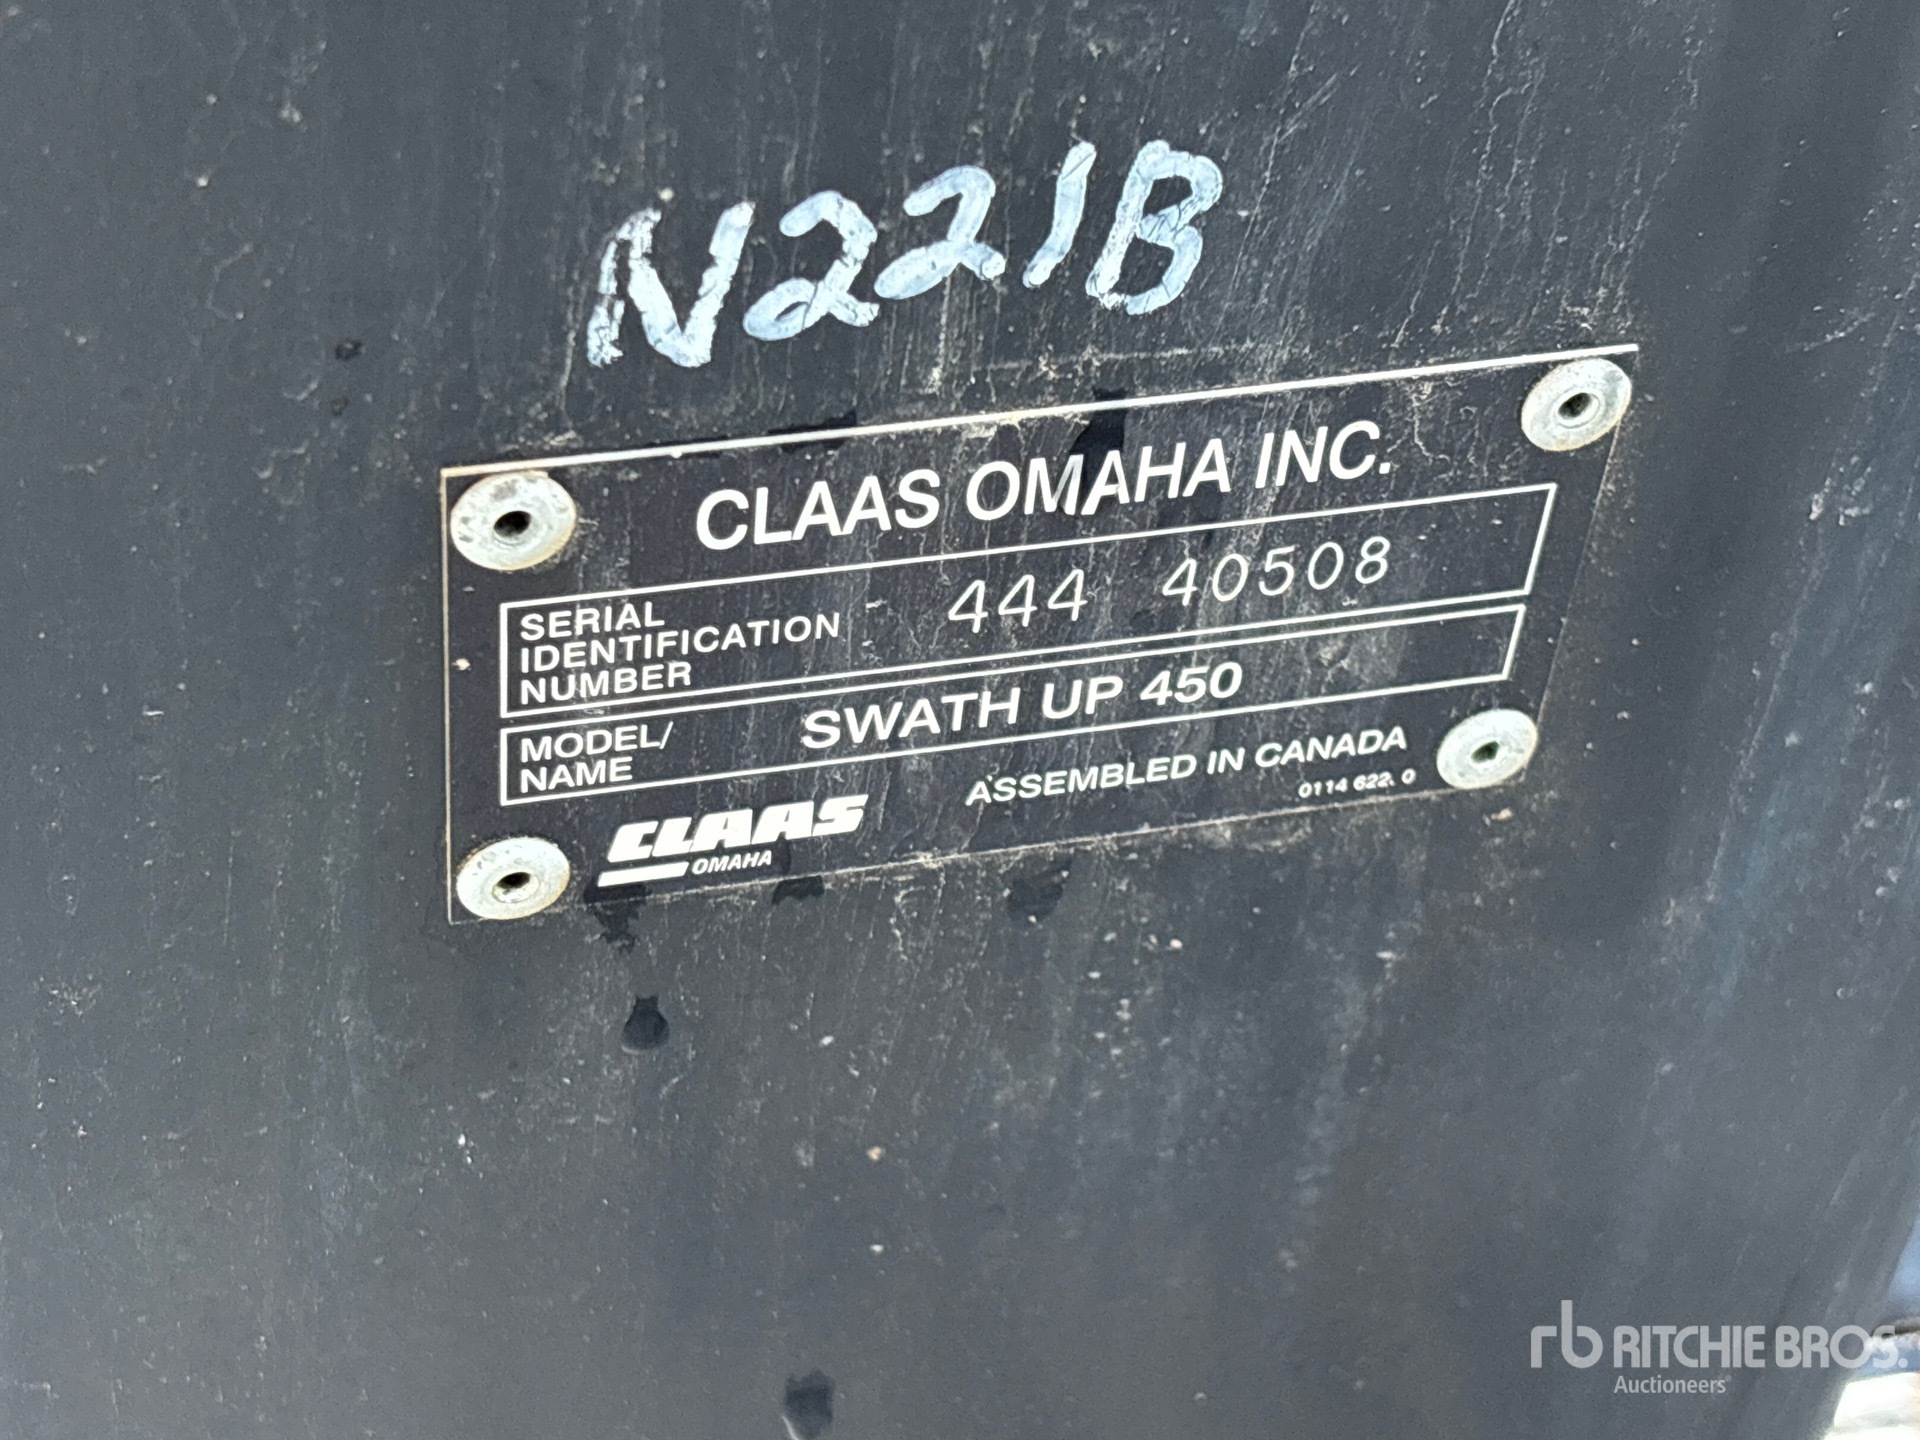 N221B
CLAAS OMAHA INC.
SERIAL
IDENTIFICATION
NUMBER
444 40508
MODEL/
NAME
SWATH UP 450
ASSEMBLED IN CANADA
0114 622. 0
CLAAS
OMAHA
rb RITCHIE BROS.
Auctioneers